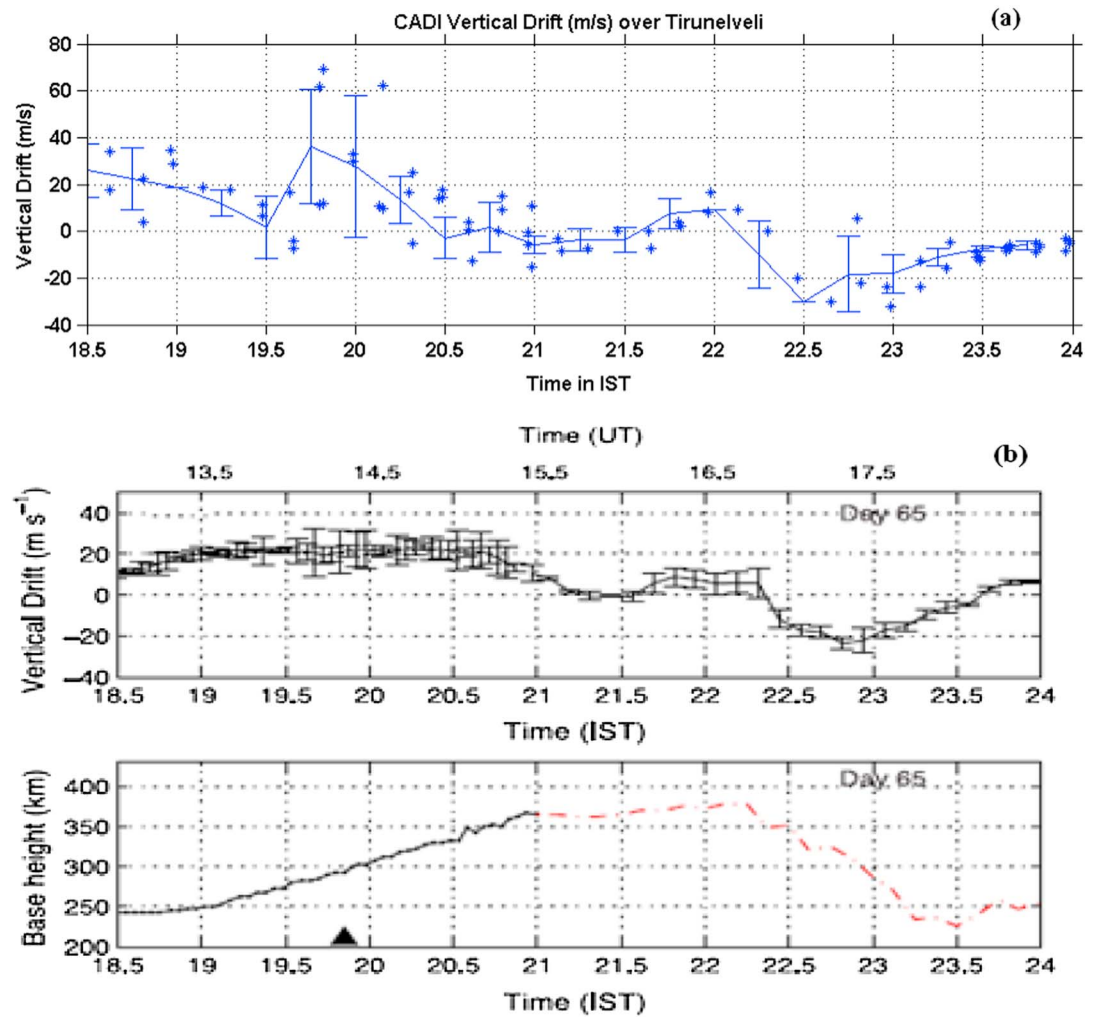 CADI Vertical Drift (m/s) over Tirunelveli
(a)
Vertical Drift (m/s)
80
60
40
20
0
-20
-40
18.5 19 19.5 20 20.5 21 21.5 22 22.5 23 23.5 24
Time in IST
Time (UT)
(b)
13.5 14.5 15.5 16.5 17.5
Day 65
Vertical Drift (m s⁻¹)
40
20
0
−20
−40
18.5 19 19.5 20 20.5 21 21.5 22 22.5 23 23.5 24
Time (IST)
Day 65
Base height (km)
400
350
300
250
200
18.5 19 19.5 20 20.5 21 21.5 22 22.5 23 23.5 24
Time (IST)